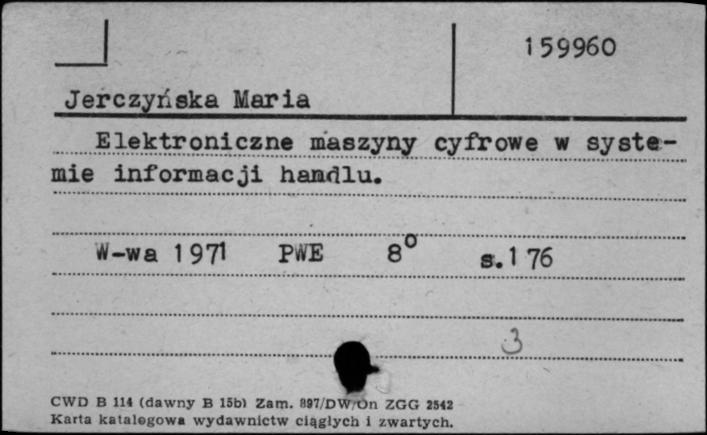 159960
Jerczyńska Maria
Elektroniczne maszyny cyfrowe w syste-
mie informacji handlu.
W-wa 1971 PWE 8° s.176
3
CWD B 114 (dawny B 15b) Zam. 897/DW/On ZGG 2542
Karta katalogowa wydawnictw ciągłych i zwartych.